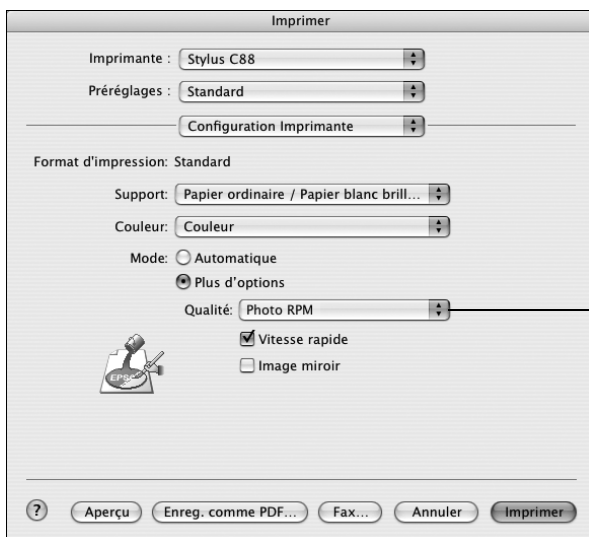 Imprimer
Imprimante : Stylus C88
Préréglages : Standard
Configuration Imprimante
Format d'impression: Standard
Support: Papier ordinaire / Papier blanc brill...
Couleur: Couleur
Mode: Automatique
Plus d'options
Qualité: Photo RPM
Vitesse rapide
Image miroir
EPSO
? Aperçu Enreg. comme PDF... Fax... Annuler Imprimer